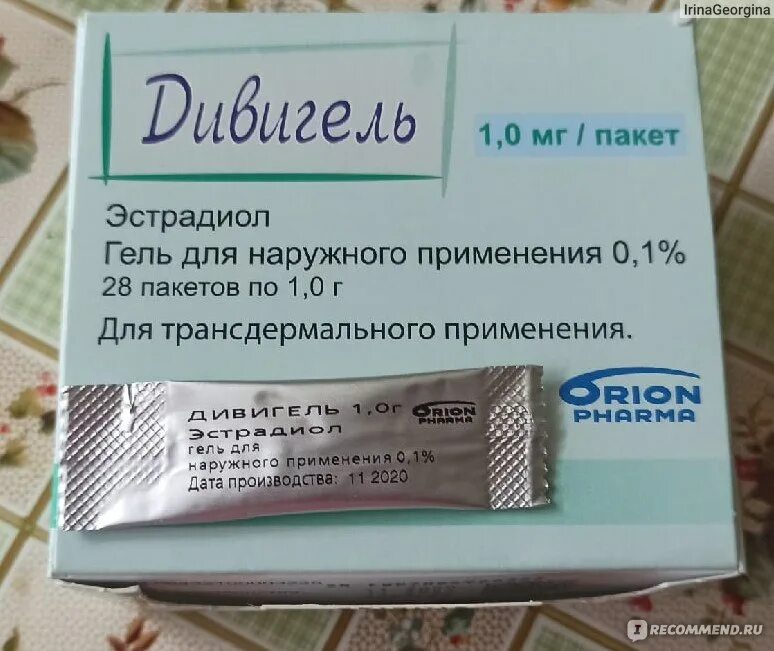 IrinaGeorgina
Дивигель
1,0 мг / пакет
Эстрадиол
Гель для наружного применения 0,1%
28 пакетов по 1,0 г
Для трансдермального применения.
ORION
PHARMA
ДИВИГЕЛЬ 1,0г
Эстрадиол
гель для
наружного применения 0,1%
Дата производства: 11 2020
ORION
PHARMA
I RECOMMEND.RU